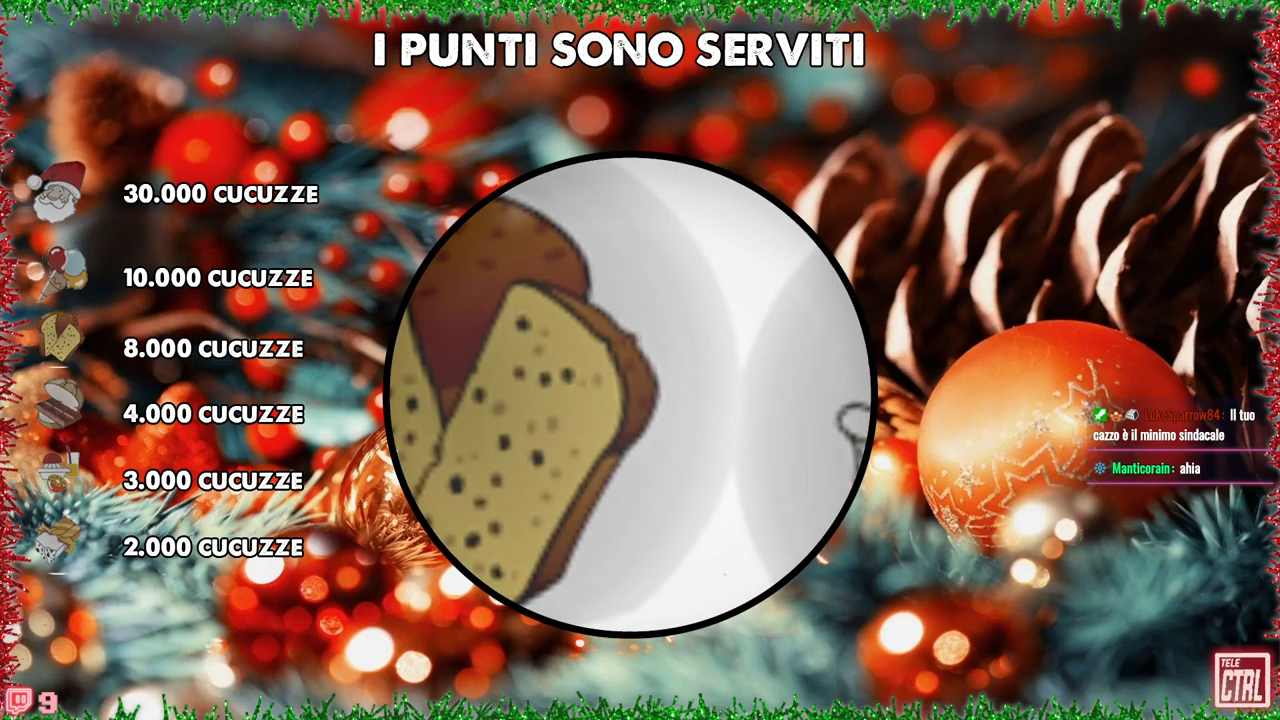 I PUNTI SONO SERVITI
30.000 CUCUZZE
10.000 CUCUZZE
8.000 CUCUZZE
4.000 CUCUZZE
3.000 CUCUZZE
2.000 CUCUZZE
LukeSparrow84: Il tuo
cazzo è il minimo sindacale
Manticorain: ahia
9
TELE
CTRL